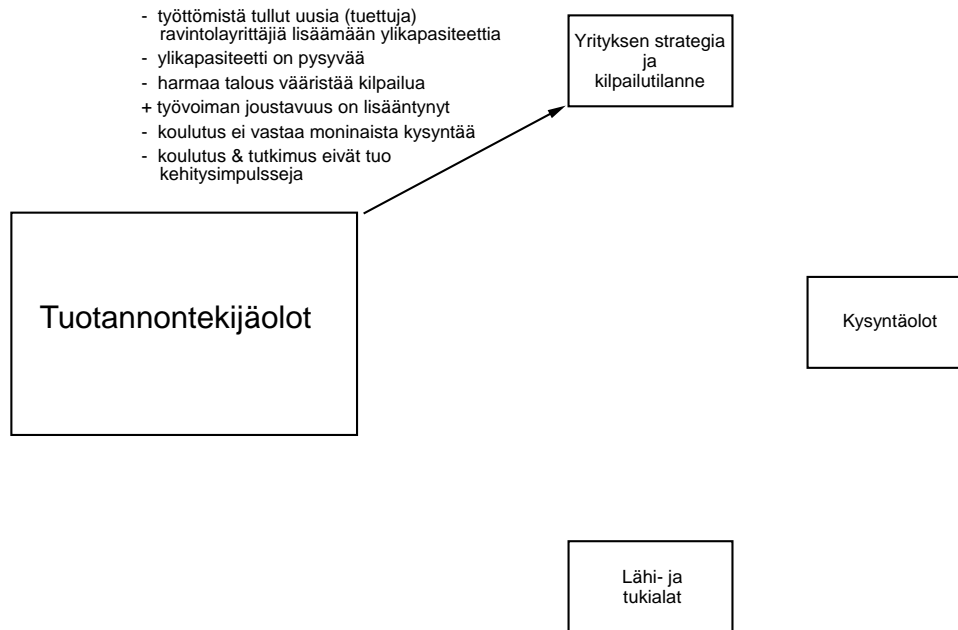 - työttömistä tullut uusia (tuettuja)
ravintolayrittäjiä lisäämään ylikapasiteettia
- ylikapasiteetti on pysyvää
- harmaa talous vääristää kilpailua
+ työvoiman joustavuus on lisääntynyt
- koulutus ei vastaa moninaista kysyntää
- koulutus & tutkimus eivät tuo
kehitysimpulsseja
Yrityksen strategia
ja
kilpailutilanne
Tuotannontekijäolot
Kysyntäolot
Lähi- ja
tukialat